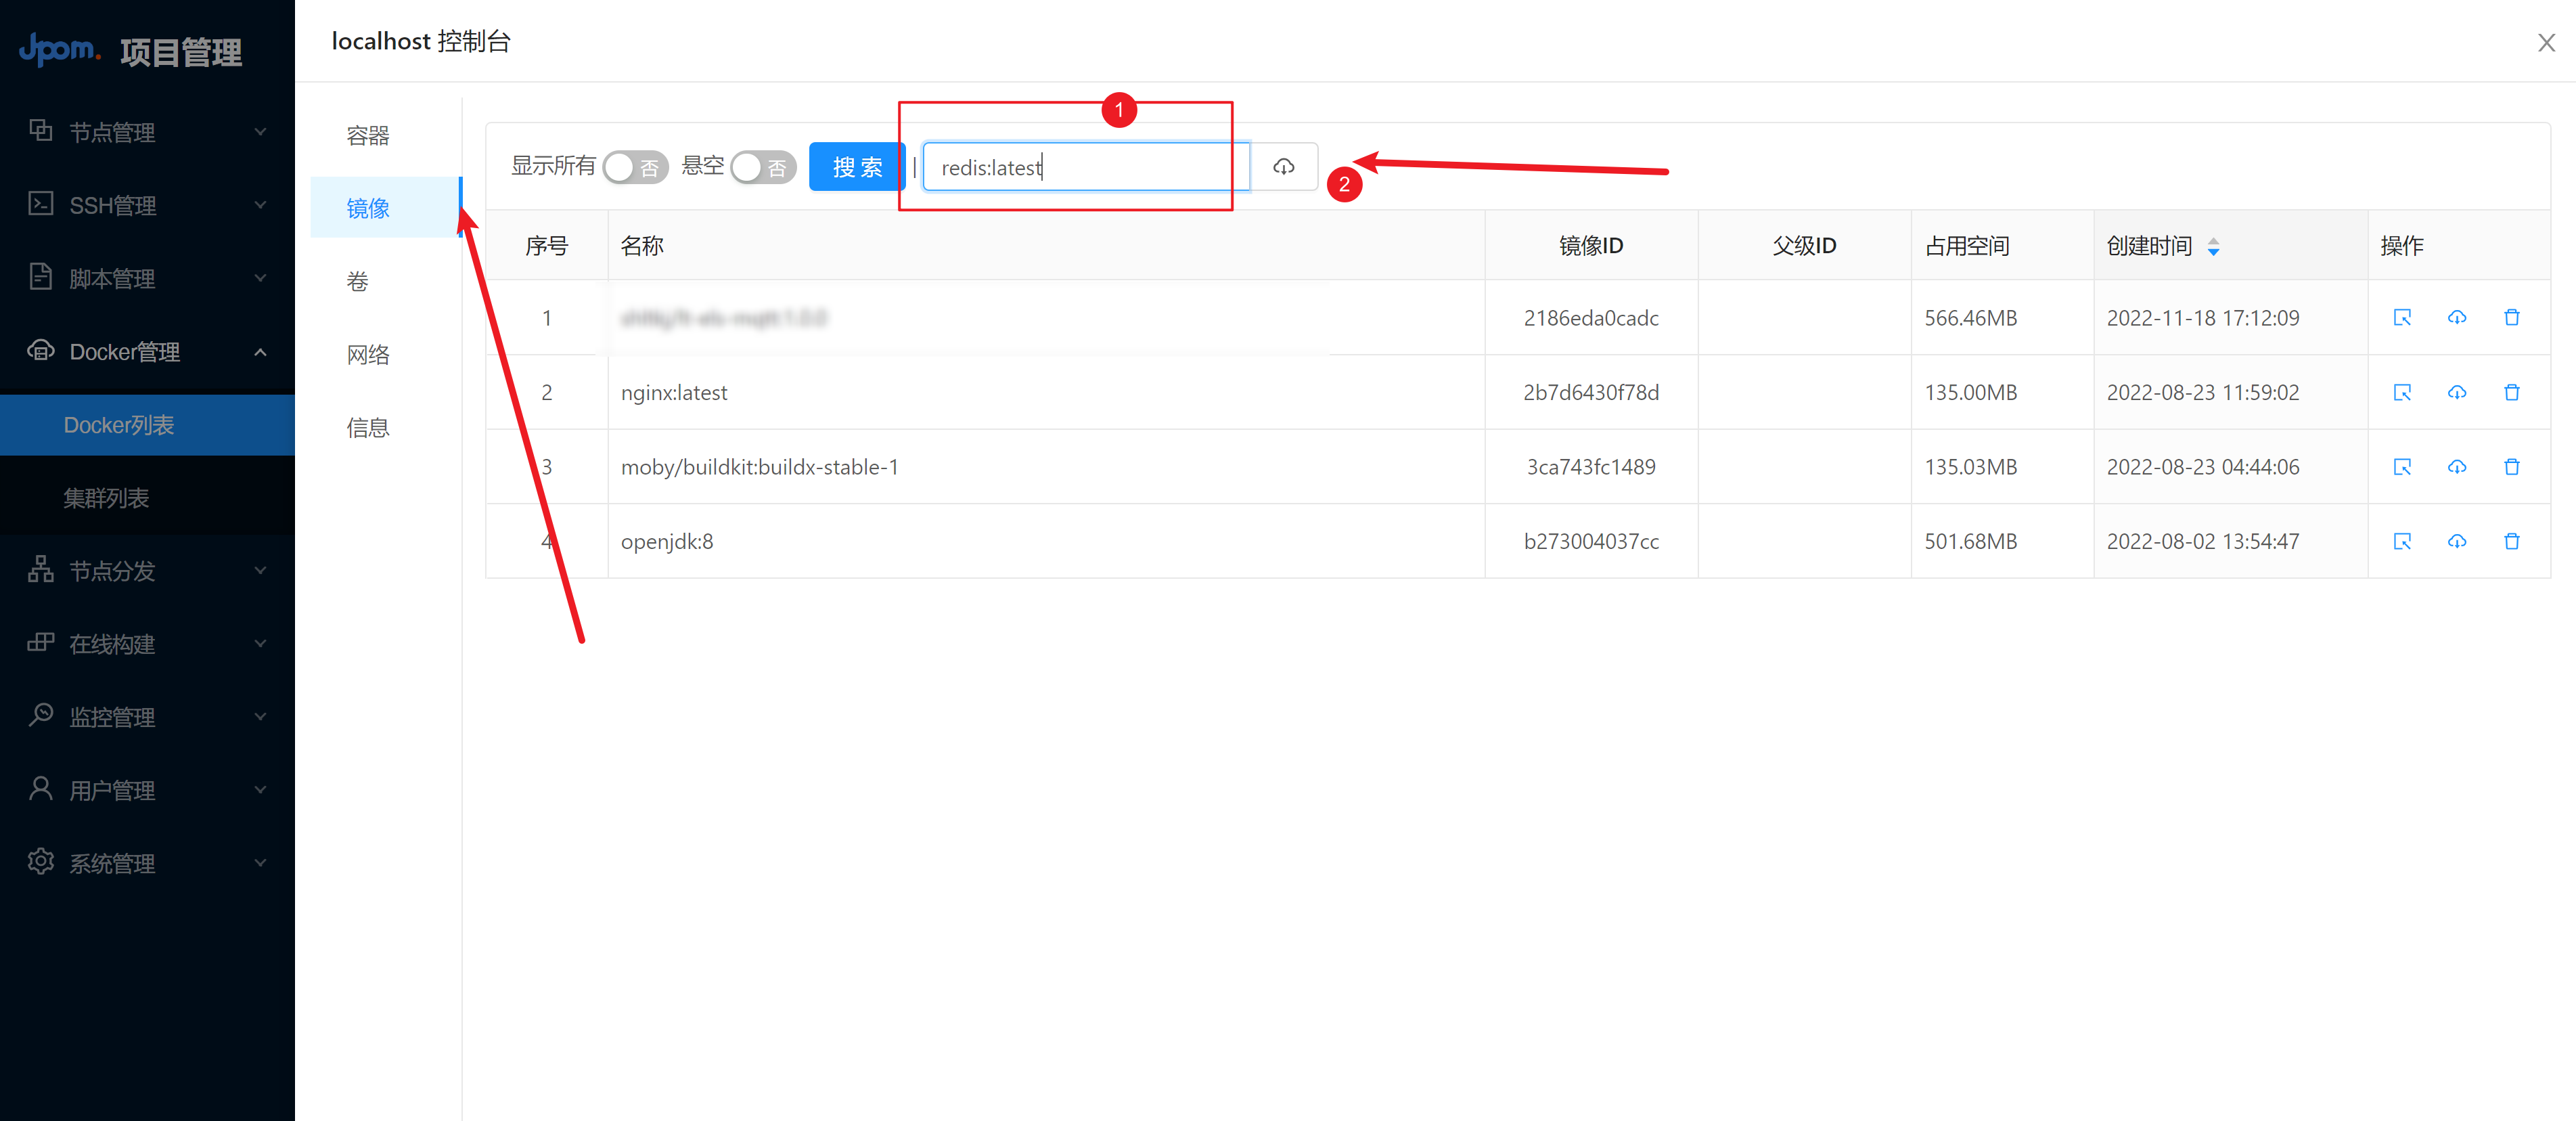 Jpom. 项目管理
节点管理
SSH管理
脚本管理
Docker管理
Docker列表
集群列表
节点分发
在线构建
监控管理
用户管理
系统管理
localhost 控制台
容器
镜像
卷
网络
信息
1
显示所有 否 悬空 否 搜索 | redis:latest
2
序号 名称 镜像ID 父级ID 占用空间 创建时间 操作
1 2186eda0cadc 566.46MB 2022-11-18 17:12:09
2 nginx:latest 2b7d6430f78d 135.00MB 2022-08-23 11:59:02
3 moby/buildkit:buildx-stable-1 3ca743fc1489 135.03MB 2022-08-23 04:44:06
4 openjdk:8 b273004037cc 501.68MB 2022-08-02 13:54:47